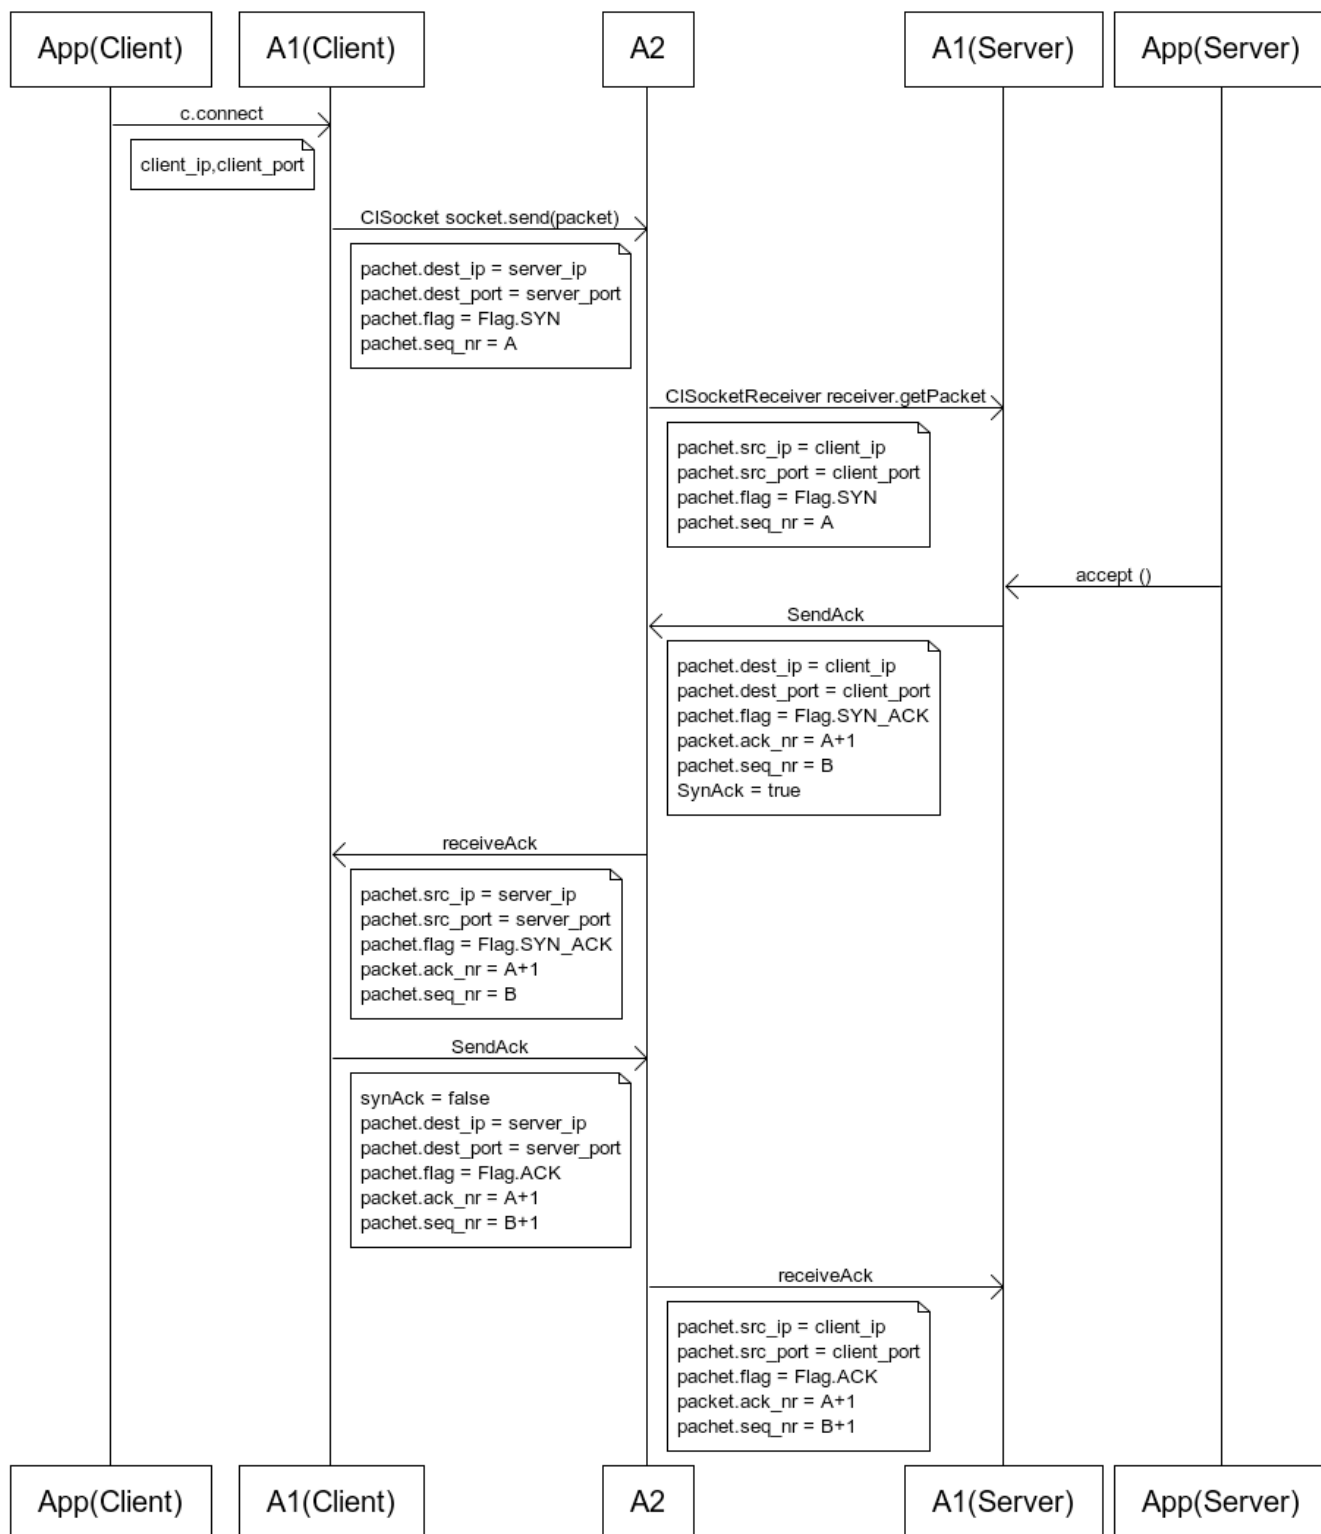 App(Client)
A1(Client)
A2
A1(Server)
App(Server)
c.connect
client_ip,client_port
ClSocket socket.send(packet)
pachet.dest_ip = server_ip
pachet.dest_port = server_port
pachet.flag = Flag.SYN
pachet.seq_nr = A
ClSocketReceiver receiver.getPacket
pachet.src_ip = client_ip
pachet.src_port = client_port
pachet.flag = Flag.SYN
pachet.seq_nr = A
accept ()
SendAck
pachet.dest_ip = client_ip
pachet.dest_port = client_port
pachet.flag = Flag.SYN_ACK
packet.ack_nr = A+1
pachet.seq_nr = B
SynAck = true
receiveAck
pachet.src_ip = server_ip
pachet.src_port = server_port
pachet.flag = Flag.SYN_ACK
packet.ack_nr = A+1
pachet.seq_nr = B
SendAck
synAck = false
pachet.dest_ip = server_ip
pachet.dest_port = server_port
pachet.flag = Flag.ACK
packet.ack_nr = A+1
pachet.seq_nr = B+1
receiveAck
pachet.src_ip = client_ip
pachet.src_port = client_port
pachet.flag = Flag.ACK
packet.ack_nr = A+1
pachet.seq_nr = B+1
App(Client)
A1(Client)
A2
A1(Server)
App(Server)